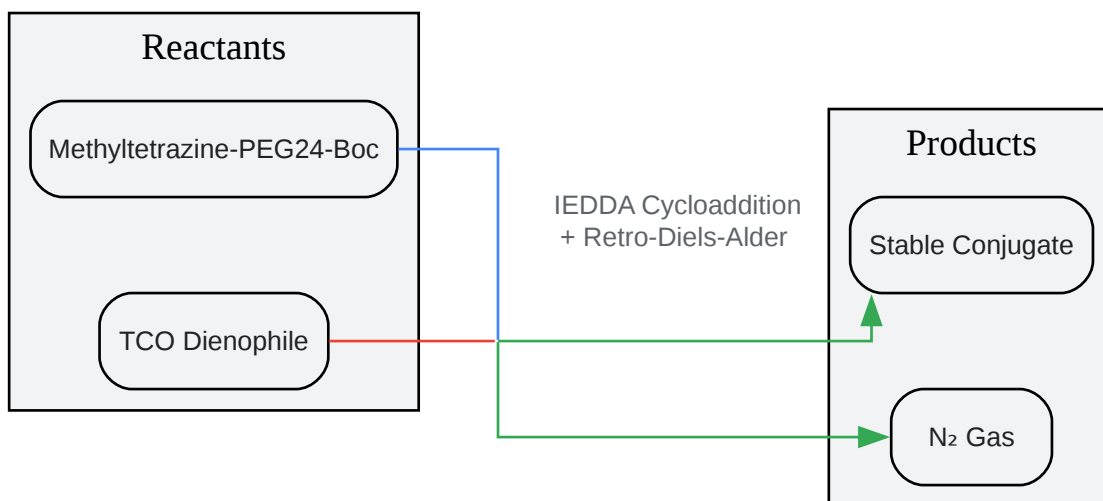 Reactants
Methyltetrazine-PEG24-Boc
TCO Dienophile
IEDDA Cycloaddition
+ Retro-Diels-Alder
Products
Stable Conjugate
N₂ Gas